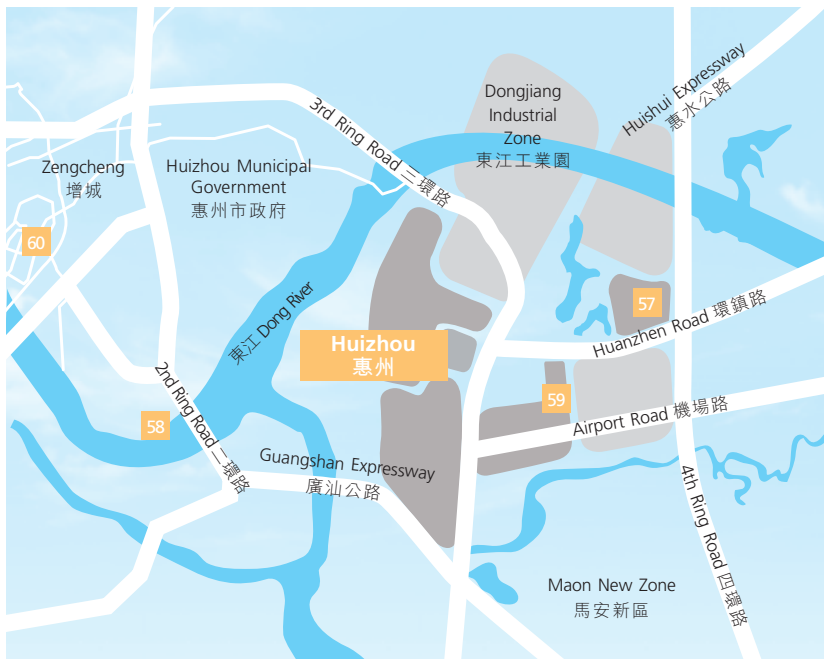 Dongjiang
Industrial
Zone
東江工業園
Huishui Expressway
惠水公路
3rd Ring Road 三環路
Zengcheng
增城
Huizhou Municipal
Government
惠州市政府
60
57
東江 Dong River
Huizhou
惠州
Huanzhen Road 環鎮路
59
58
2nd Ring Road 二環路
Airport Road 機場路
Guangshan Expressway
廣汕公路
4th Ring Road 四環路
Maon New Zone
馬安新區